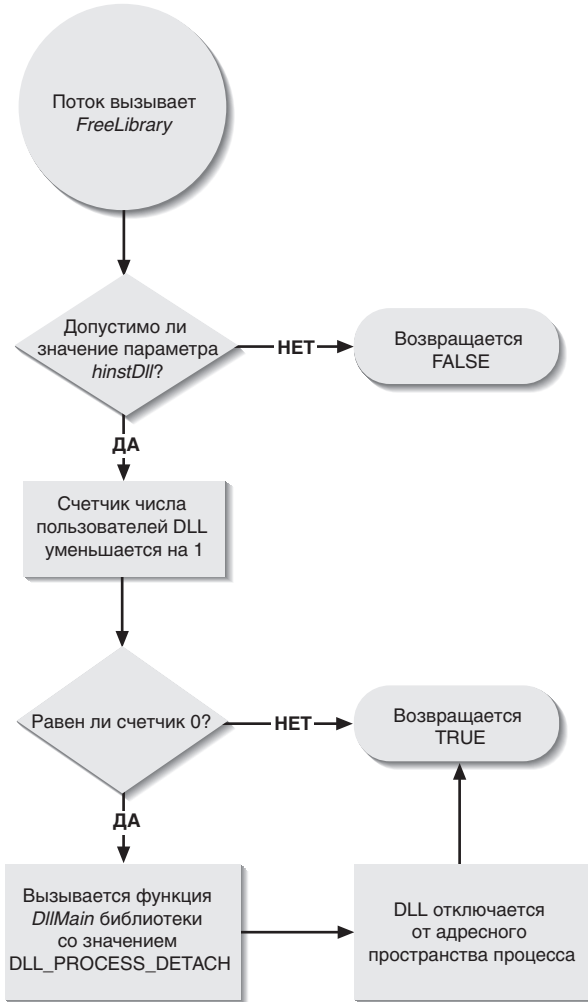 Поток вызывает
FreeLibrary
Допустимо ли
значение параметра
hinstDll?
НЕТ
Возвращается
FALSE
ДА
Счетчик числа
пользователей DLL
уменьшается на 1
Равен ли счетчик 0?
НЕТ
Возвращается
TRUE
ДА
Вызывается функция
DllMain библиотеки
со значением
DLL_PROCESS_DETACH
DLL отключается
от адресного
пространства процесса